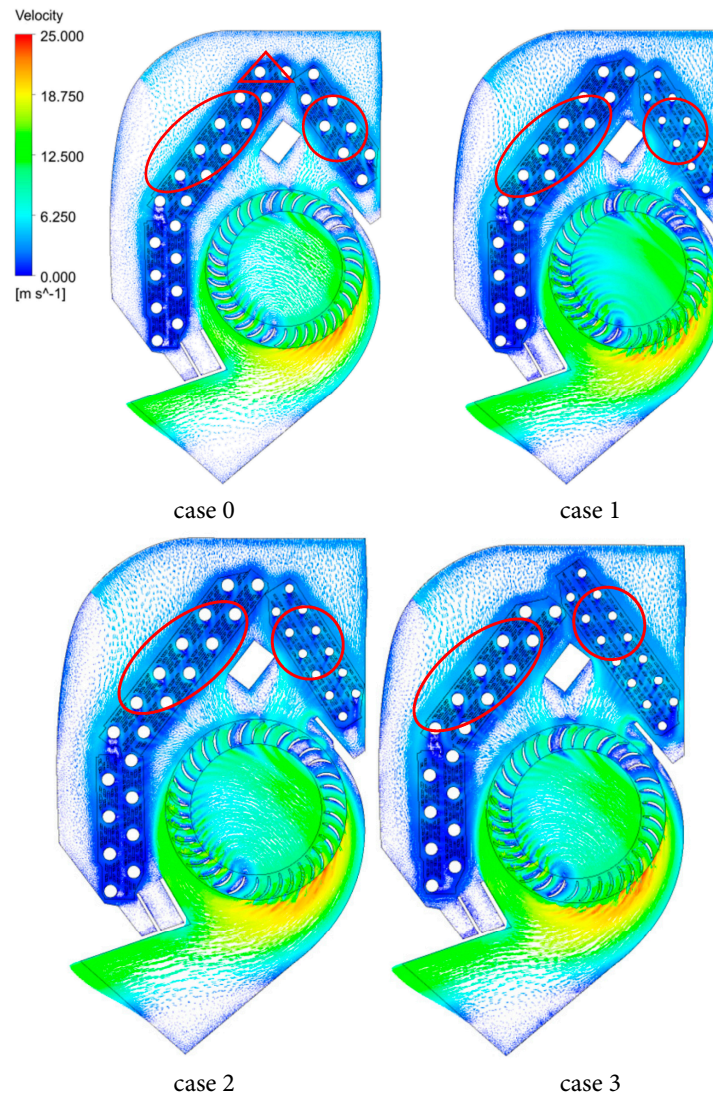 Velocity
25.000
18.750
12.500
6.250
0.000
[m s^-1]
case 0
case 1
case 2
case 3